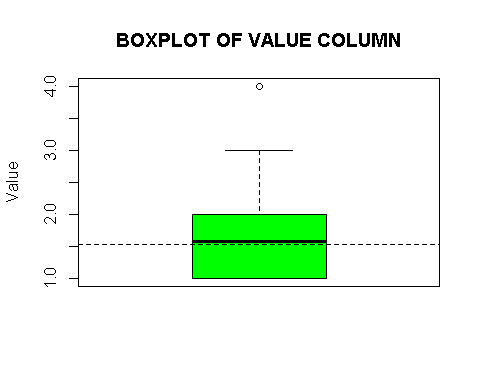 BOXPLOT OF VALUE COLUMN
4.0
3.0
2.0
1.0
Value